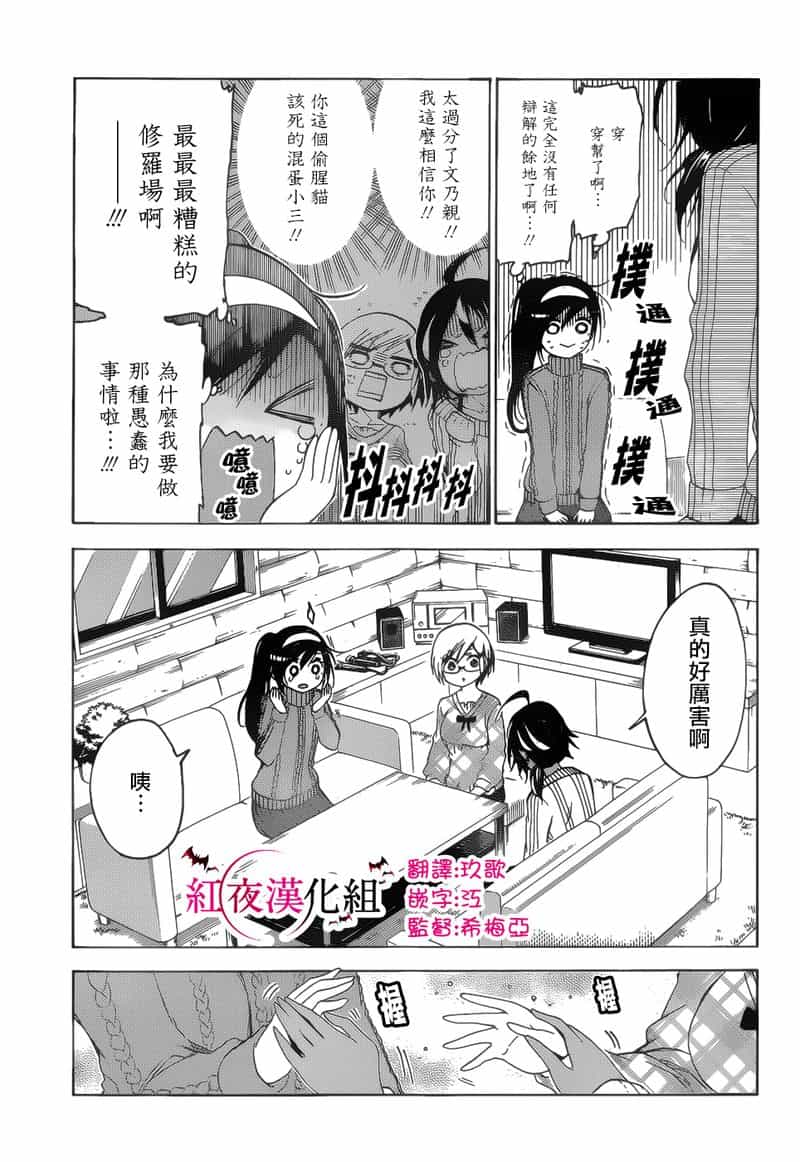 穿
穿幫了啊…
這完全沒有任何
辯解的餘地了啊…!!
撲通
撲通
撲通
太過分了文乃親!!
我這麼相信你!!
你這個偷腥貓
該死的混蛋小三!!
抖抖抖抖
最最最糟糕的
修羅場啊
——!!!
為什麼我要做
那種愚蠢的
事情啦…!!!
噫噫噫
真的好厲害啊
咦…
紅夜漢化組
翻譯:玖歌
嵌字:江
監督:希梅亞
握
握